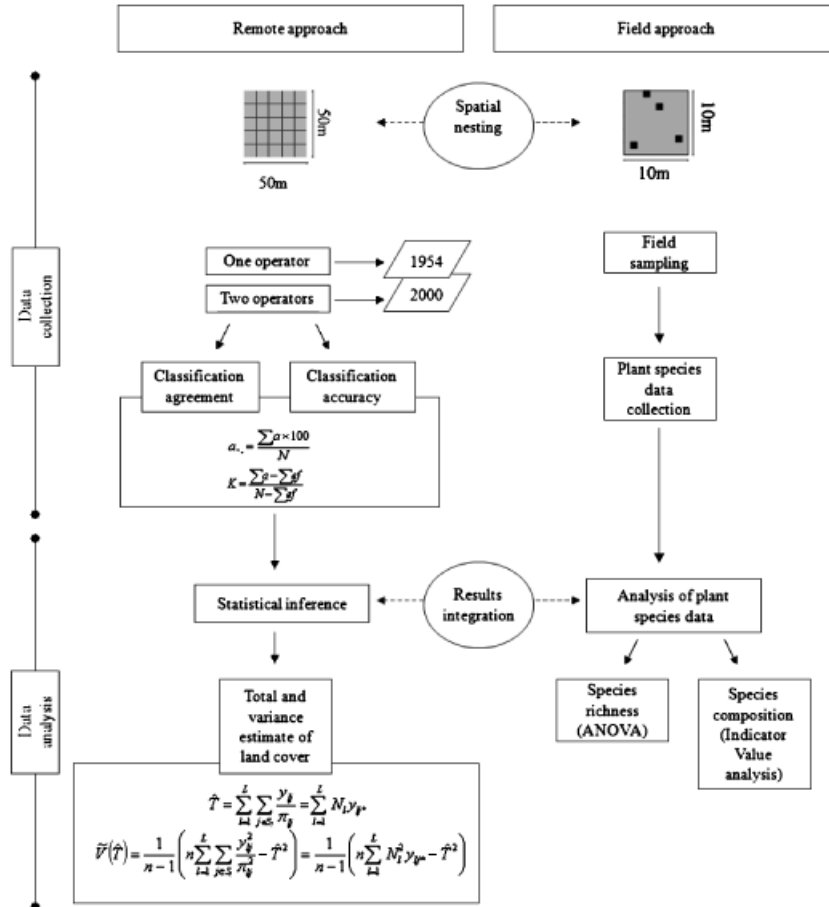 Remote approach
Field approach
50m
50m
Spatial
nesting
10m
10m
One operator
1954
Two operators
2000
Field
sampling
Data
collection
Classification
agreement
Classification
accuracy
Plant species
data
collection
K = (∑a − ∑ef) / (N − ∑ef)
Statistical inference
Results
integration
Analysis of plant
species data
Data
analysis
Total and
variance
estimate of
land cover
Species
richness
(ANOVA)
Species
composition
(Indicator
Value
analysis)